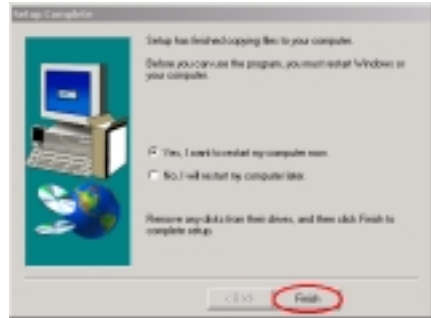 Setup Complete
Setup has finished copying files to your computer.
Before you can use the program, you must restart Windows or
your computer.
Yes, I want to restart my computer now.
No, I will restart my computer later.
Remove any disks from their drives, and then click Finish to
complete setup.
< Back
Finish